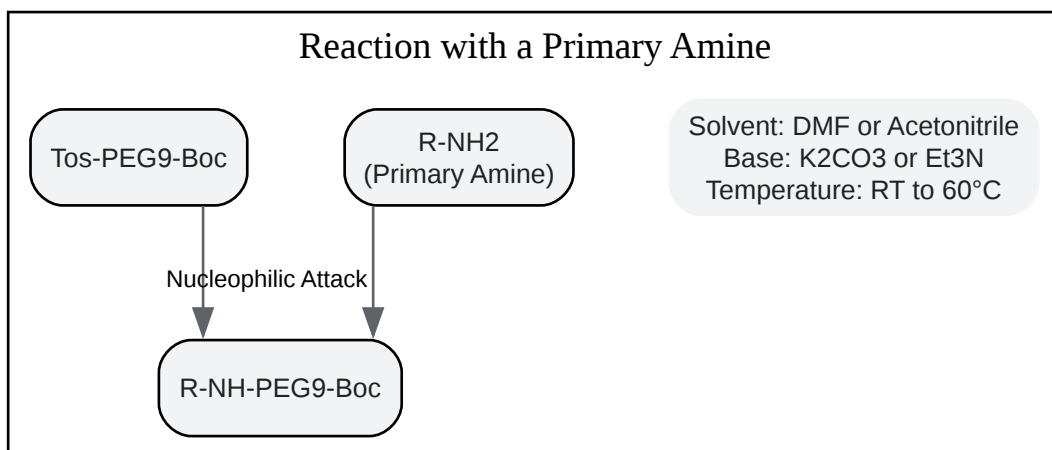 Reaction with a Primary Amine
Tos-PEG9-Boc
R-NH2
(Primary Amine)
Solvent: DMF or Acetonitrile
Base: K2CO3 or Et3N
Temperature: RT to 60°C
Nucleophilic Attack
R-NH-PEG9-Boc